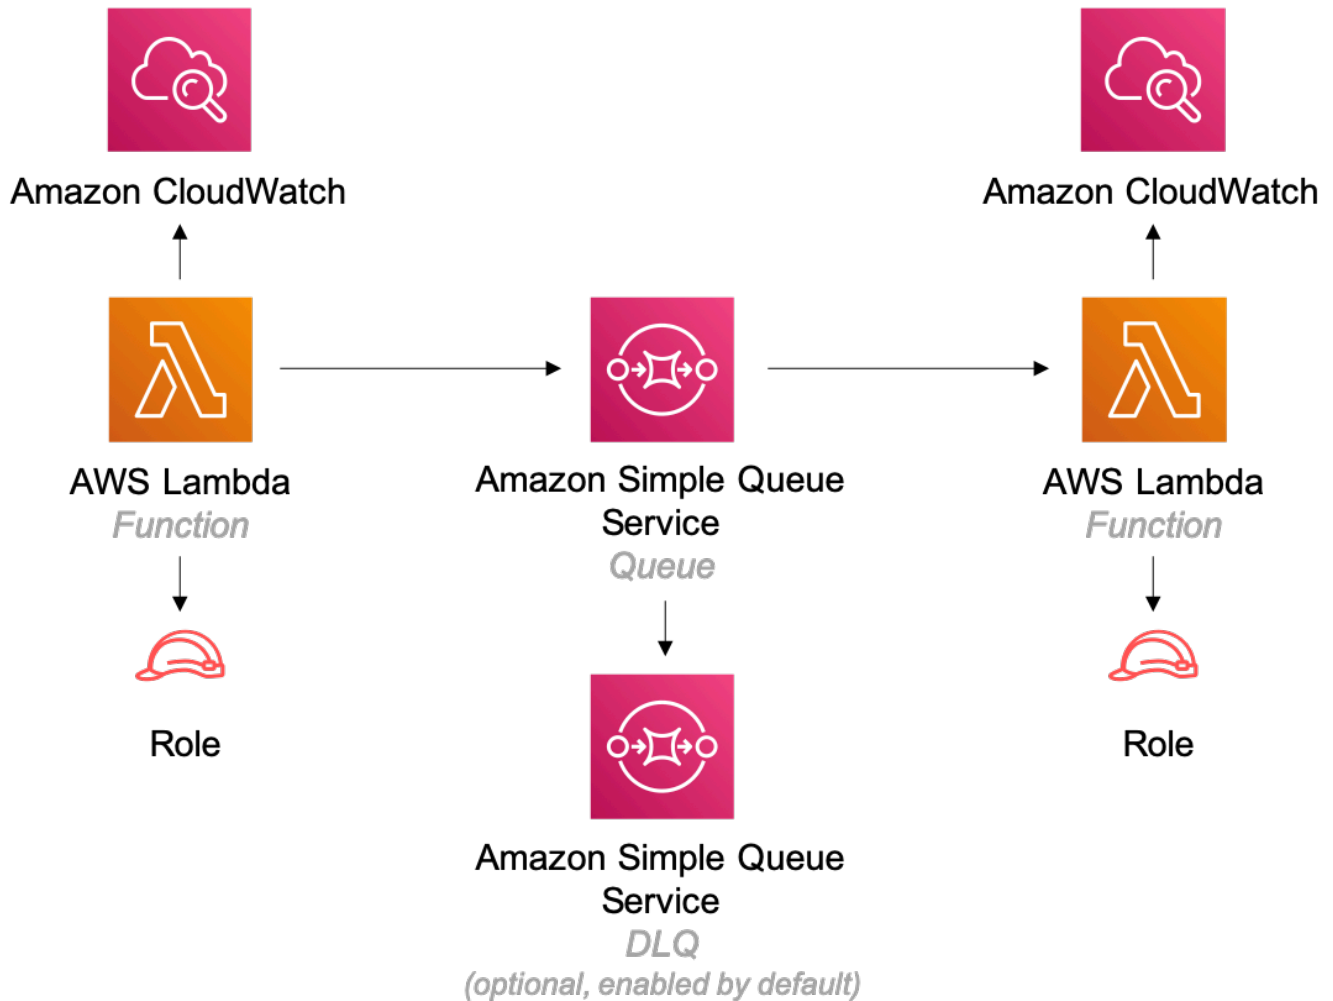 Amazon CloudWatch
Amazon CloudWatch
AWS Lambda
Function
Amazon Simple Queue
Service
Queue
AWS Lambda
Function
Role
Role
Amazon Simple Queue
Service
DLQ
(optional, enabled by default)